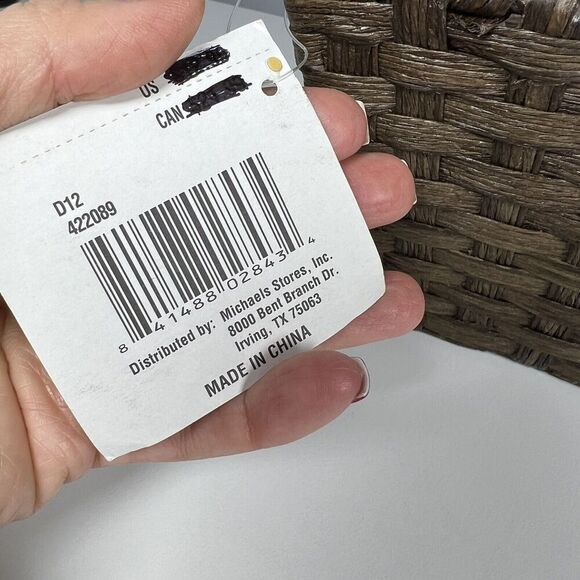 US
CAN
D12
422089
8 41488 02843 4
Distributed by: Michaels Stores, Inc.
8000 Bent Branch Dr.
Irving, TX 75063
MADE IN CHINA